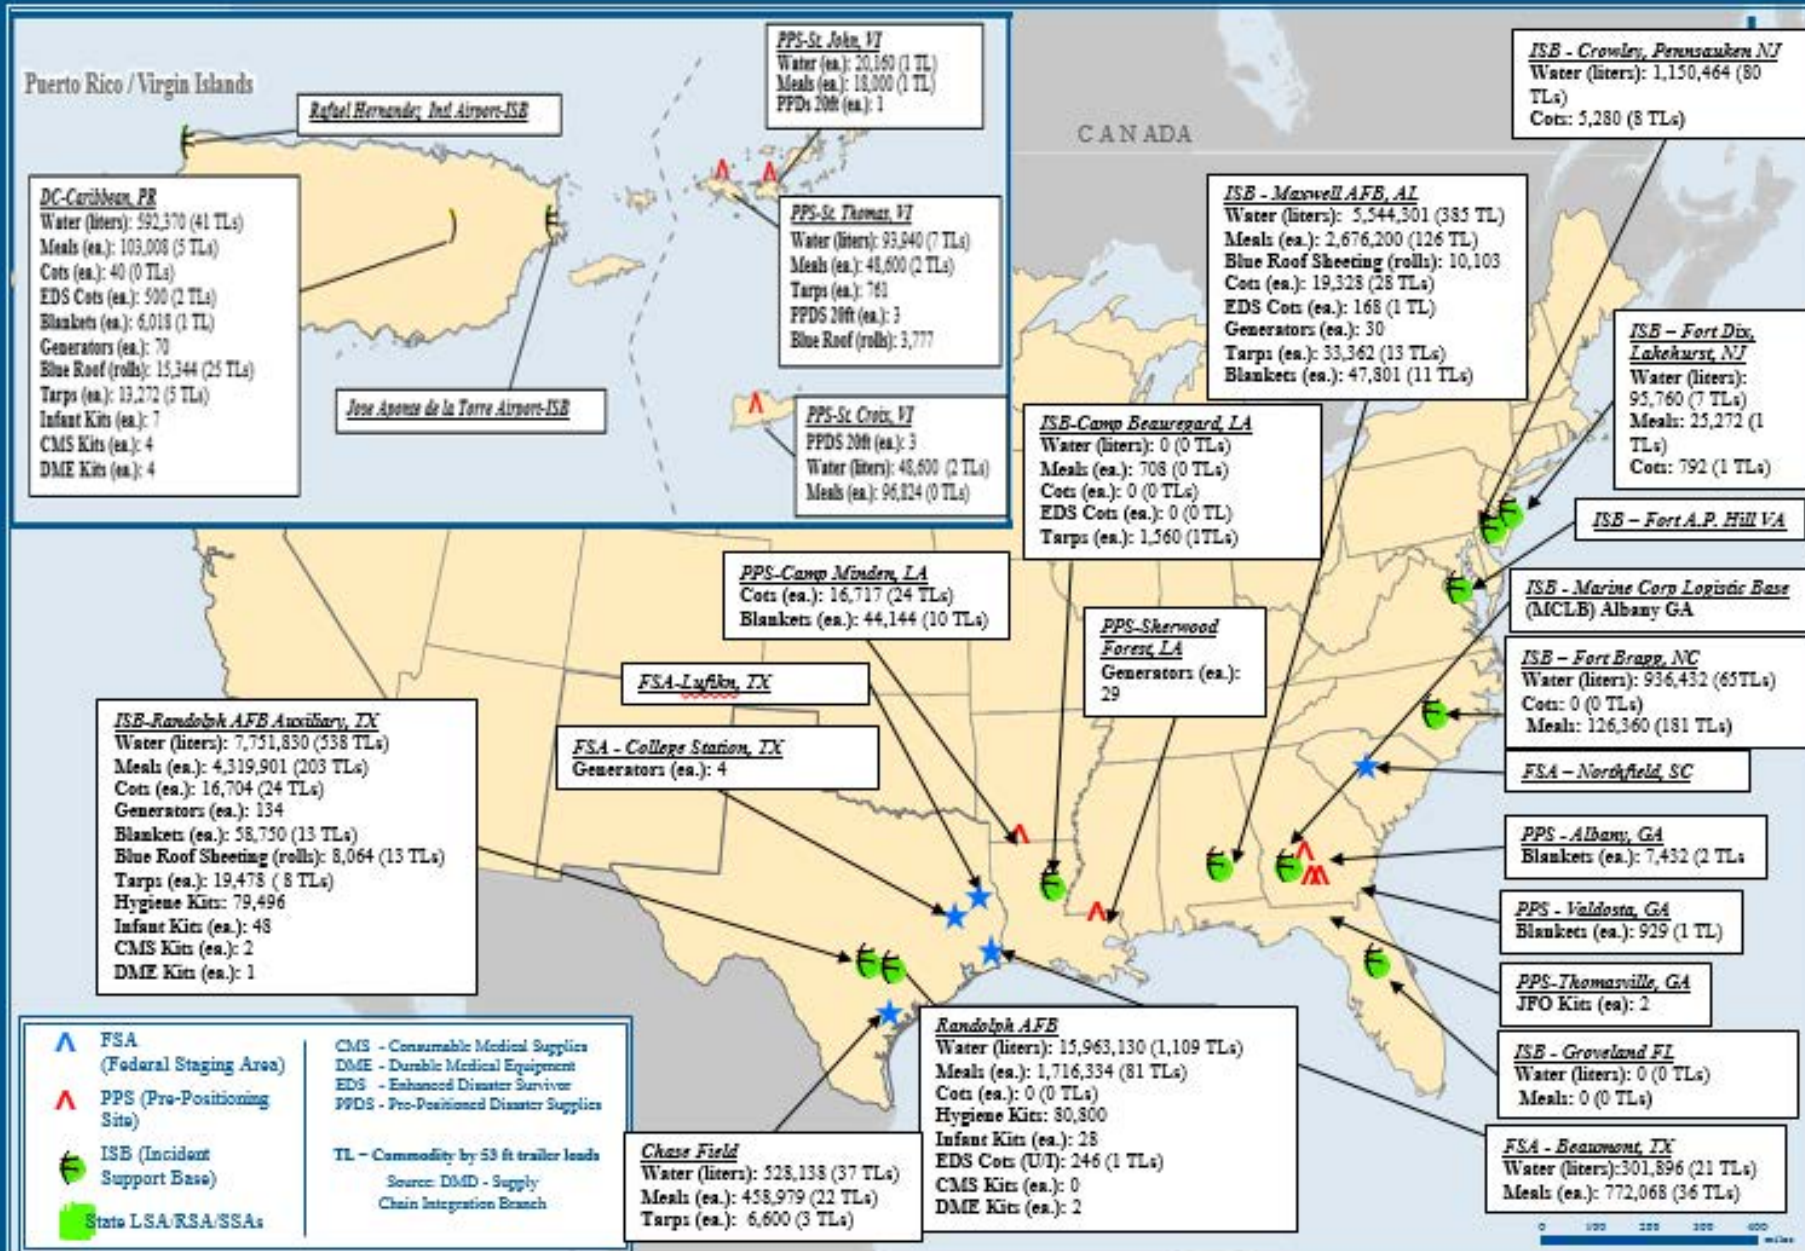 Puerto Rico / Virgin Islands
Rafael Hernandez Intl Airport-ISB
DC-Caribbean, PR
Water (liters): 592,370 (41 TLs)
Meals (ea.): 103,008 (5 TLs)
Cots (ea.): 40 (0 TLs)
EDS Cots (ea.): 500 (2 TLs)
Blankets (ea.): 6,018 (1 TL)
Generators (ea.): 70
Blue Roof (rolls): 15,344 (25 TLs)
Tarps (ea.): 13,272 (5 TLs)
Infant Kits (ea.): 7
CMS Kits (ea.): 4
DME Kits (ea.): 4
Jose Aponte de la Torre Airport-ISB
PPS-St. John, VI
Water (ea.): 20,160 (1 TL)
Meals (ea.): 18,000 (1 TL)
PPDs 20ft (ea.): 1
PPS-St. Thomas, VI
Water (liters): 93,940 (7 TLs)
Meals (ea.): 48,600 (2 TLs)
Tarps (ea.): 761
PPDS 20ft (ea.): 3
Blue Roof (rolls): 3,777
PPS-St. Croix, VI
PPDS 20ft (ea.): 3
Water (liters): 48,600 (2 TLs)
Meals (ea.): 96,824 (0 TLs)
CANADA
ISB - Crowley, Pennsauken NJ
Water (liters): 1,150,464 (80
TLs)
Cots: 5,280 (8 TLs)
ISB - Maxwell AFB, AL
Water (liters): 5,544,301 (385 TL)
Meals (ea.): 2,676,200 (126 TL)
Blue Roof Sheeting (rolls): 10,103
Cots (ea.): 19,328 (28 TLs)
EDS Cots (ea.): 168 (1 TL)
Generators (ea.): 30
Tarps (ea.): 33,362 (13 TLs)
Blankets (ea.): 47,801 (11 TLs)
ISB – Fort Dix,
Lakehurst, NJ
Water (liters):
95,760 (7 TLs)
Meals: 25,272 (1
TLs)
Cots: 792 (1 TLs)
ISB-Camp Beauregard, LA
Water (liters): 0 (0 TLs)
Meals (ea.): 708 (0 TLs)
Cots (ea.): 0 (0 TLs)
EDS Cots (ea.): 0 (0 TL)
Tarps (ea.): 1,560 (1TLs)
ISB – Fort A.P. Hill VA
PPS-Camp Minden, LA
Cots (ea.): 16,717 (24 TLs)
Blankets (ea.): 44,144 (10 TLs)
ISB - Marine Corp Logistic Base
(MCLB) Albany GA
PPS-Sherwood
Forest, LA
Generators (ea.):
29
FSA-Lufikn, TX
ISB – Fort Bragg, NC
Water (liters): 936,432 (65TLs)
Cots: 0 (0 TLs)
Meals: 126,360 (181 TLs)
ISB-Randolph AFB Auxiliary, TX
Water (liters): 7,751,830 (538 TLs)
Meals (ea.): 4,319,901 (203 TLs)
Cots (ea.): 16,704 (24 TLs)
Generators (ea.): 134
Blankets (ea.): 58,750 (13 TLs)
Blue Roof Sheeting (rolls): 8,064 (13 TLs)
Tarps (ea.): 19,478 ( 8 TLs)
Hygiene Kits: 79,496
Infant Kits (ea.): 48
CMS Kits (ea.): 2
DME Kits (ea.): 1
FSA - College Station, TX
Generators (ea.): 4
FSA – Northfield, SC
PPS - Albany, GA
Blankets (ea.): 7,432 (2 TLs
PPS - Valdosta, GA
Blankets (ea.): 929 (1 TL)
PPS-Thomasville, GA
JFO Kits (ea): 2
ISB - Groveland FL
Water (liters): 0 (0 TLs)
Meals: 0 (0 TLs)
FSA - Beaumont, TX
Water (liters):301,896 (21 TLs)
Meals (ea.): 772,068 (36 TLs)
Randolph AFB
Water (liters): 15,963,130 (1,109 TLs)
Meals (ea.): 1,716,334 (81 TLs)
Cots (ea.): 0 (0 TLs)
Hygiene Kits: 80,800
Infant Kits (ea.): 28
EDS Cots (U/I): 246 (1 TLs)
CMS Kits (ea.): 0
DME Kits (ea.): 2
Chase Field
Water (liters): 528,138 (37 TLs)
Meals (ea.): 458,979 (22 TLs)
Tarps (ea.): 6,600 (3 TLs)
FSA
(Federal Staging Area)
PPS (Pre-Positioning
Site)
ISB (Incident
Support Base)
State LSA/RSA/SSAs
CMS - Consumable Medical Supplies
DME - Durable Medical Equipment
EDS - Enhanced Disaster Survivor
PPDS - Pre-Positioned Disaster Supplies
TL – Commodity by 53 ft trailer loads
Source: DMD - Supply
Chain Integration Branch
0 100 200 300 400
miles